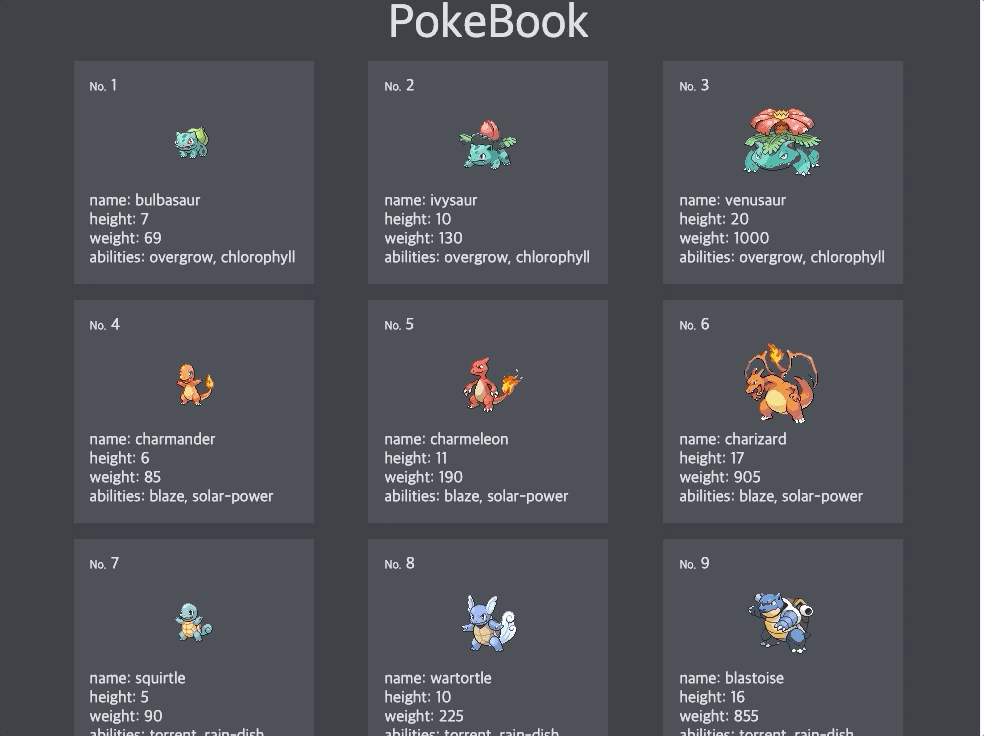 PokeBook
No. 1
name: bulbasaur
height: 7
weight: 69
abilities: overgrow, chlorophyll
No. 2
name: ivysaur
height: 10
weight: 130
abilities: overgrow, chlorophyll
No. 3
name: venusaur
height: 20
weight: 1000
abilities: overgrow, chlorophyll
No. 4
name: charmander
height: 6
weight: 85
abilities: blaze, solar-power
No. 5
name: charmeleon
height: 11
weight: 190
abilities: blaze, solar-power
No. 6
name: charizard
height: 17
weight: 905
abilities: blaze, solar-power
No. 7
name: squirtle
height: 5
weight: 90
abilities: torrent, rain-dish
No. 8
name: wartortle
height: 10
weight: 225
abilities: torrent, rain-dish
No. 9
name: blastoise
height: 16
weight: 855
abilities: torrent, rain-dish